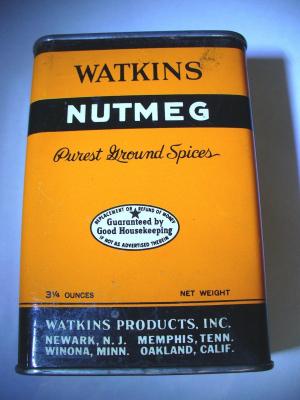 WATKINS
NUTMEG
Purest Ground Spices
REPLACEMENT OR REFUND OF MONEY
Guaranteed by
Good Housekeeping
IF NOT AS ADVERTISED THEREIN
3¼ OUNCES NET WEIGHT
WATKINS PRODUCTS, INC.
NEWARK, N. J. MEMPHIS, TENN.
WINONA, MINN. OAKLAND, CALIF.